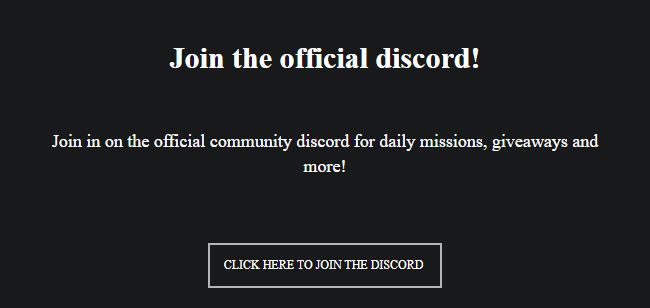 Join the official discord!
Join in on the official community discord for daily missions, giveaways and
more!
CLICK HERE TO JOIN THE DISCORD